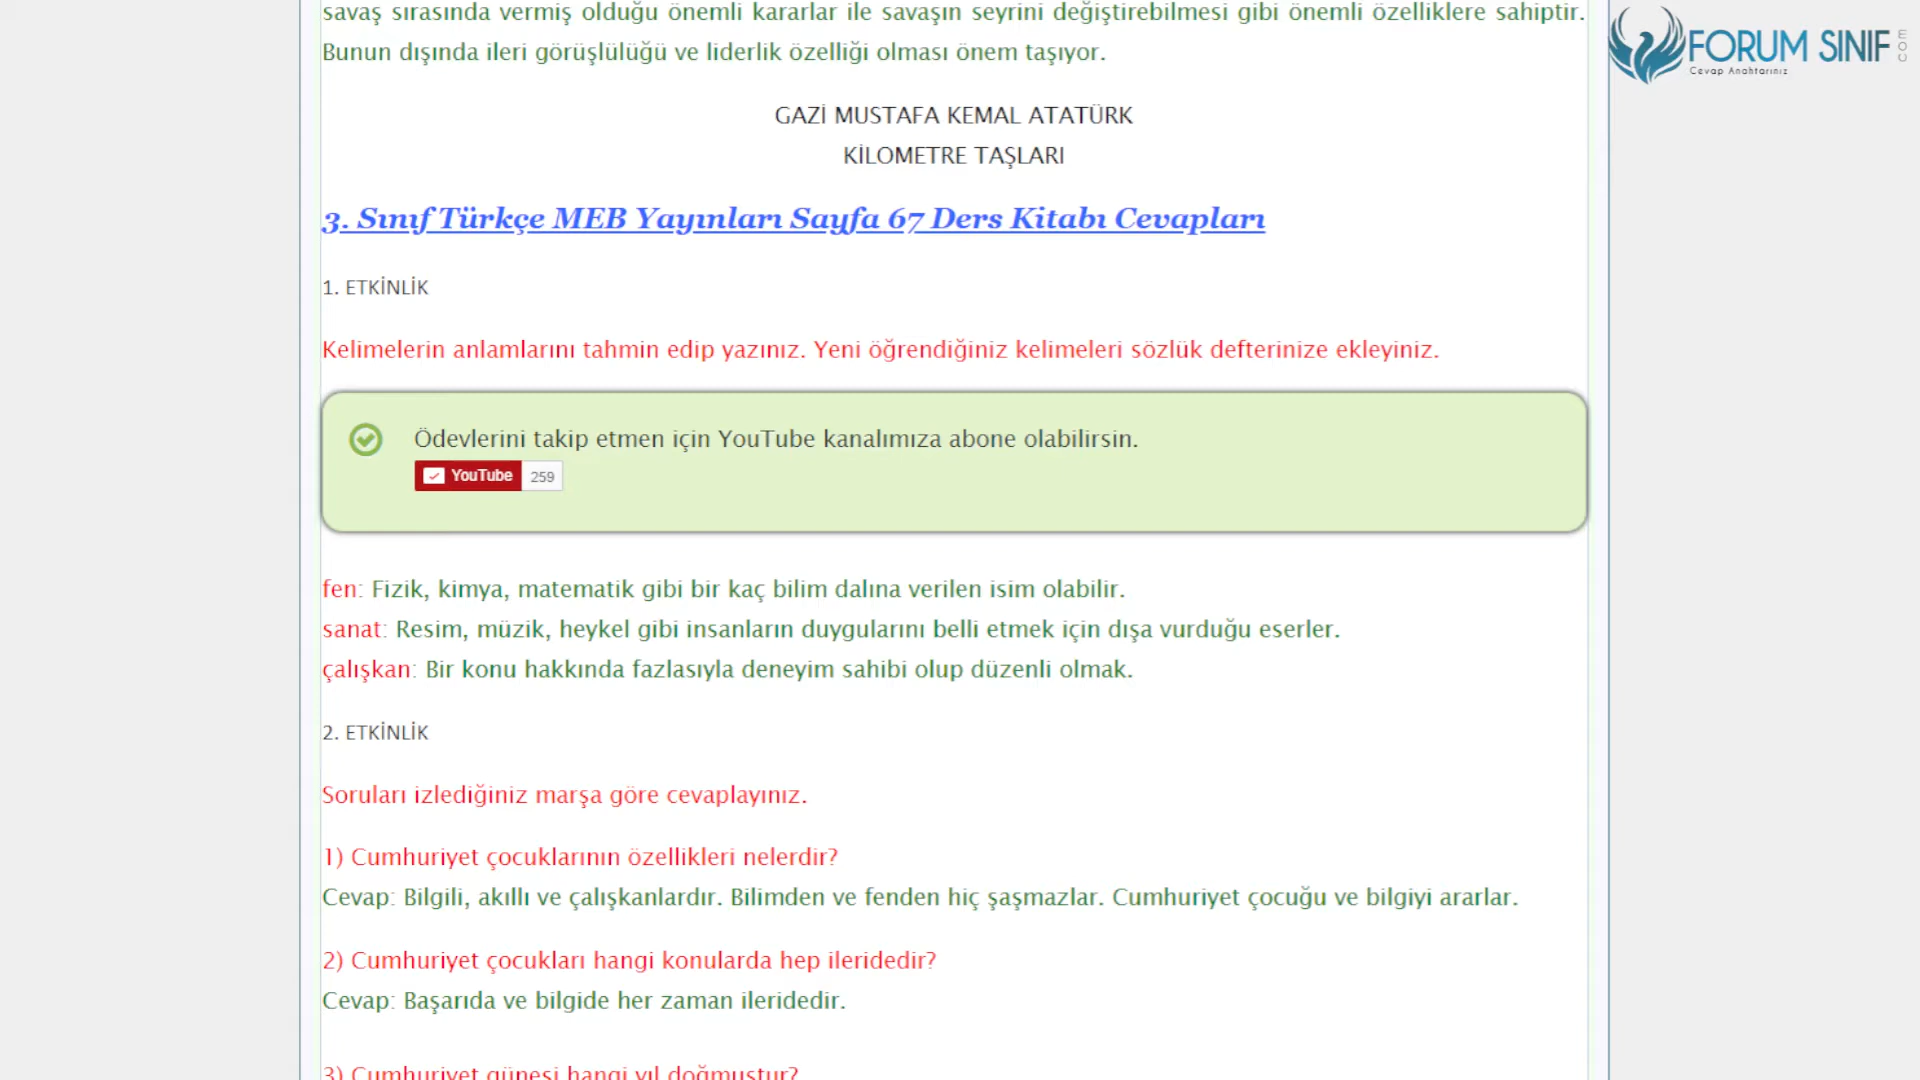 savaş sırasında vermiş olduğu önemli kararlar ile savaşın seyrini değiştirebilmesi gibi önemli özelliklere sahiptir.
Bunun dışında ileri görüşlülüğü ve liderlik özelliği olması önem taşıyor.
FORUM SINIF
Cevap Anahtarınız
GAZİ MUSTAFA KEMAL ATATÜRK
KİLOMETRE TAŞLARI
3. Sınıf Türkçe MEB Yayınları Sayfa 67 Ders Kitabı Cevapları
1. ETKİNLİK
Kelimelerin anlamlarını tahmin edip yazınız. Yeni öğrendiğiniz kelimeleri sözlük defterinize ekleyiniz.
Ödevlerini takip etmen için YouTube kanalımıza abone olabilirsin.
YouTube 259
fen: Fizik, kimya, matematik gibi bir kaç bilim dalına verilen isim olabilir.
sanat: Resim, müzik, heykel gibi insanların duygularını belli etmek için dışa vurduğu eserler.
çalışkan: Bir konu hakkında fazlasıyla deneyim sahibi olup düzenli olmak.
2. ETKİNLİK
Soruları izlediğiniz marşa göre cevaplayınız.
1) Cumhuriyet çocuklarının özellikleri nelerdir?
Cevap: Bilgili, akıllı ve çalışkanlardır. Bilimden ve fenden hiç şaşmazlar. Cumhuriyet çocuğu ve bilgiyi ararlar.
2) Cumhuriyet çocukları hangi konularda hep ileridedir?
Cevap: Başarıda ve bilgide her zaman ileridedir.
3) Cumhuriyet güneşi hangi yıl doğmuştur?